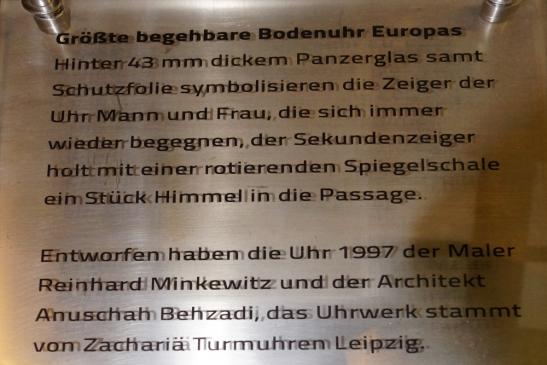 Größte begehbare Bodenuhr Europas
Hinter 43 mm dickem Panzerglas samt
Schutzfolie symbolisieren die Zeiger der
Uhr Mann und Frau, die sich immer
wieder begegnen, der Sekundenzeiger
holt mit einer rotierenden Spiegelschale
ein Stück Himmel in die Passage.
Entworfen haben die Uhr 1997 der Maler
Reinhard Minkewitz und der Architekt
Anuschah Behzadi, das Uhrwerk stammt
von Zachariä Turmuhren Leipzig.